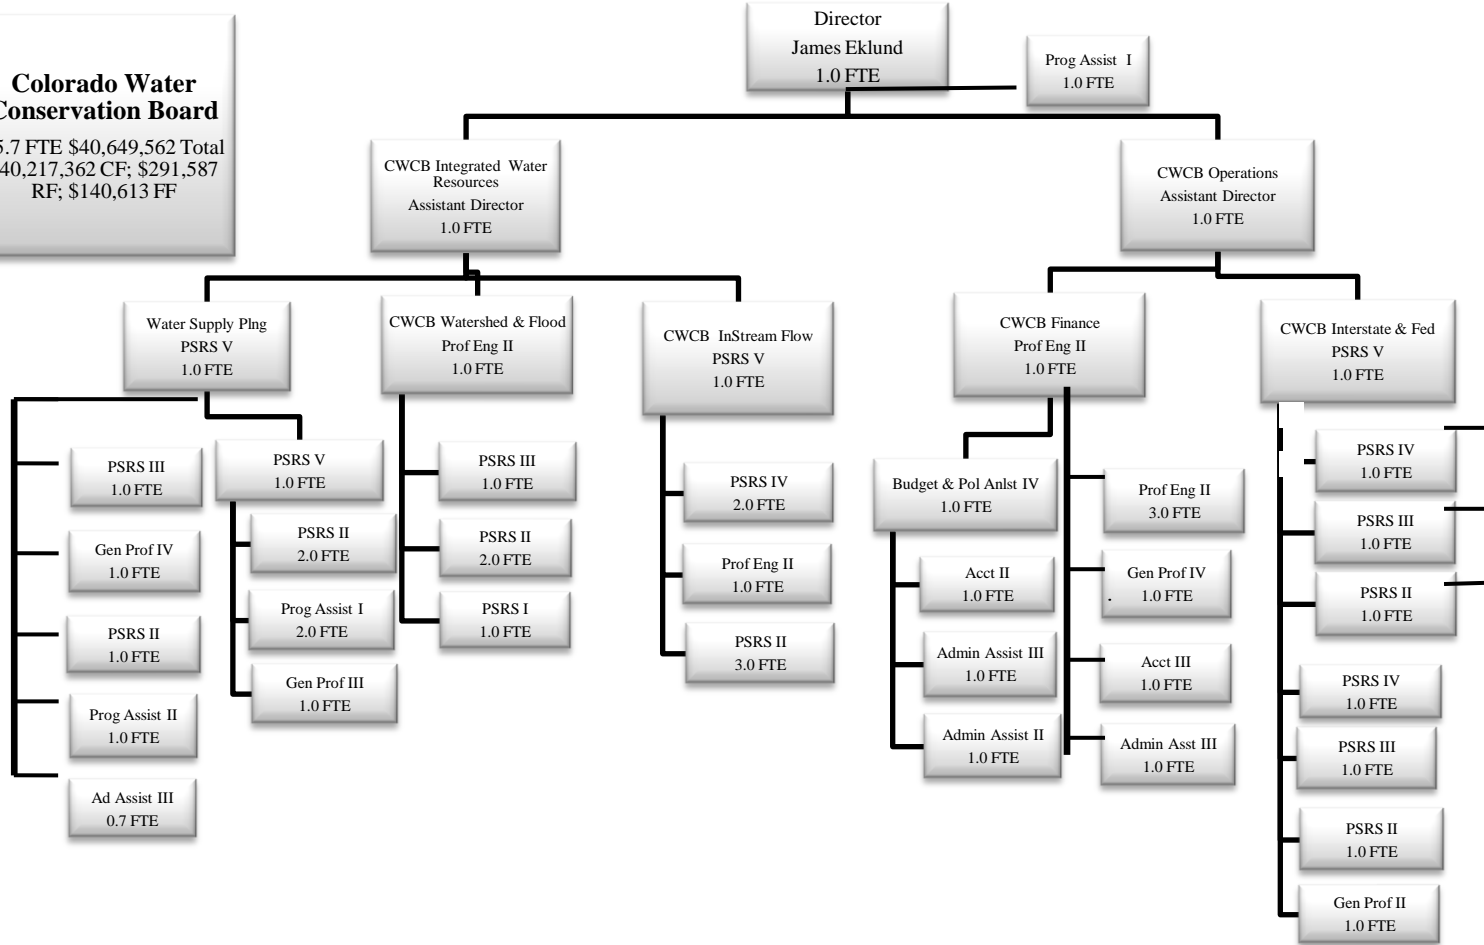 Colorado Water
Conservation Board
5.7 FTE $40,649,562 Total
40,217,362 CF; $291,587
RF; $140,613 FF
Director
James Eklund
1.0 FTE
Prog Assist I
1.0 FTE
CWCB Integrated Water
Resources
Assistant Director
1.0 FTE
CWCB Operations
Assistant Director
1.0 FTE
Water Supply Plng
PSRS V
1.0 FTE
CWCB Watershed & Flood
Prof Eng II
1.0 FTE
CWCB InStream Flow
PSRS V
1.0 FTE
CWCB Finance
Prof Eng II
1.0 FTE
CWCB Interstate & Fed
PSRS V
1.0 FTE
PSRS III
1.0 FTE
Gen Prof IV
1.0 FTE
PSRS II
1.0 FTE
Prog Assist II
1.0 FTE
Ad Assist III
0.7 FTE
PSRS V
1.0 FTE
PSRS II
2.0 FTE
Prog Assist I
2.0 FTE
Gen Prof III
1.0 FTE
PSRS III
1.0 FTE
PSRS II
2.0 FTE
PSRS I
1.0 FTE
PSRS IV
2.0 FTE
Prof Eng II
1.0 FTE
PSRS II
3.0 FTE
Budget & Pol Anlst IV
1.0 FTE
Acct II
1.0 FTE
Admin Assist III
1.0 FTE
Admin Assist II
1.0 FTE
Prof Eng II
3.0 FTE
Gen Prof IV
. 1.0 FTE
Acct III
1.0 FTE
Admin Asst III
1.0 FTE
PSRS IV
1.0 FTE
PSRS III
1.0 FTE
PSRS II
1.0 FTE
PSRS IV
1.0 FTE
PSRS III
1.0 FTE
PSRS II
1.0 FTE
Gen Prof II
1.0 FTE